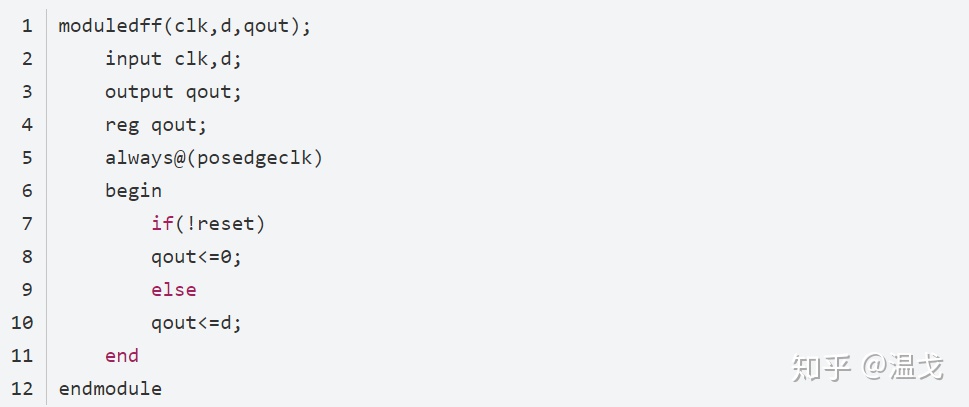 1 moduledff(clk,d,qout);
2 input clk,d;
3 output qout;
4 reg qout;
5 always@(posedgeclk)
6 begin
7 if(!reset)
8 qout<=0;
9 else
10 qout<=d;
11 end
12 endmodule
知乎 @温戈